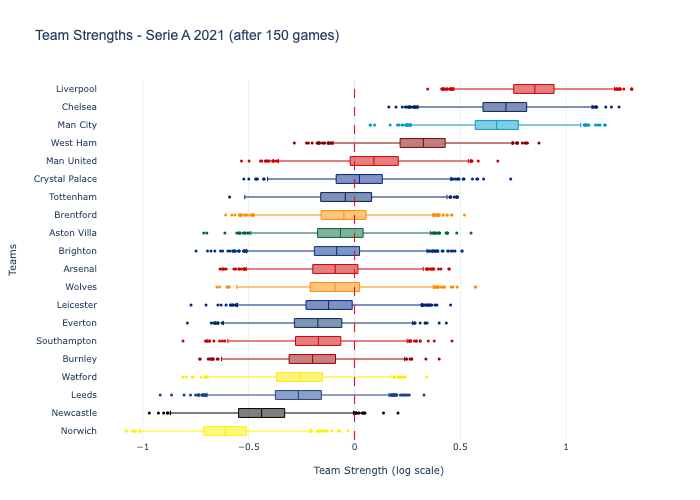 Team Strengths - Serie A 2021 (after 150 games)
Liverpool
Chelsea
Man City
West Ham
Man United
Crystal Palace
Tottenham
Brentford
Aston Villa
Brighton
Arsenal
Wolves
Leicester
Everton
Southampton
Burnley
Watford
Leeds
Newcastle
Norwich
Teams
−1
−0.5
0
0.5
1
Team Strength (log scale)